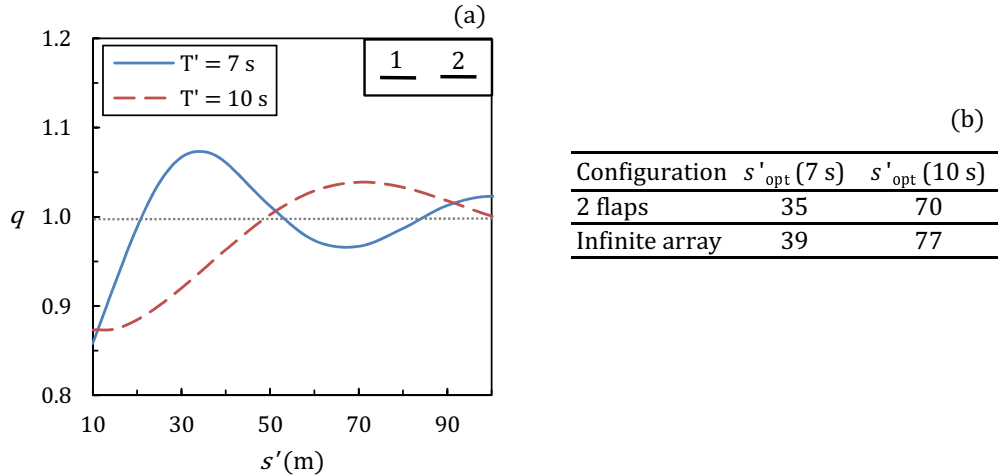 (a)
1.2
1.1
1.0
0.9
0.8
q
T' = 7 s
T' = 10 s
1 2
10 30 50 70 90
s′(m)
(b)
Configuration s'opt (7 s) s'opt (10 s)
2 flaps 35 70
Infinite array 39 77